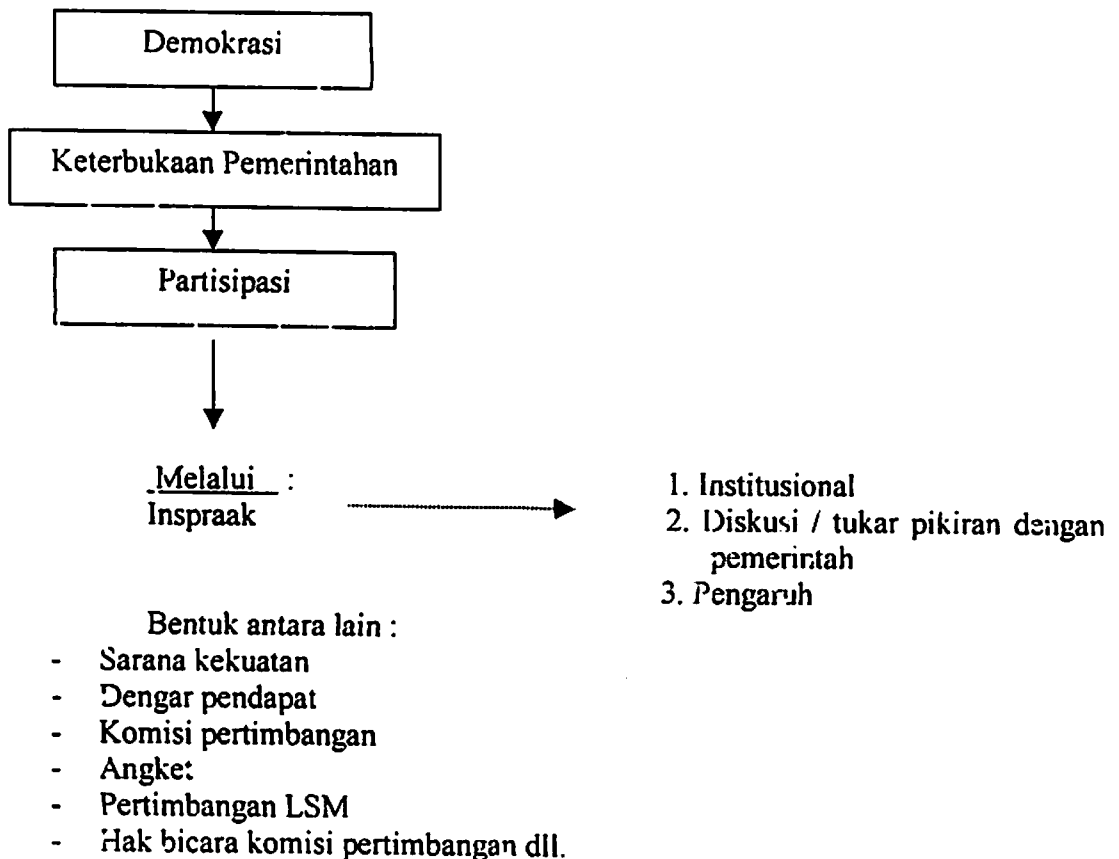 Demokrasi
Keterbukaan Pemerintahan
Partisipasi
Melalui :
Inspraak
1. Institusional
2. Diskusi / tukar pikiran dengan
pemerintah
3. Pengaruh
Bentuk antara lain :
- Sarana kekuatan
- Dengar pendapat
- Komisi pertimbangan
- Angket
- Pertimbangan LSM
- Hak bicara komisi pertimbangan dll.